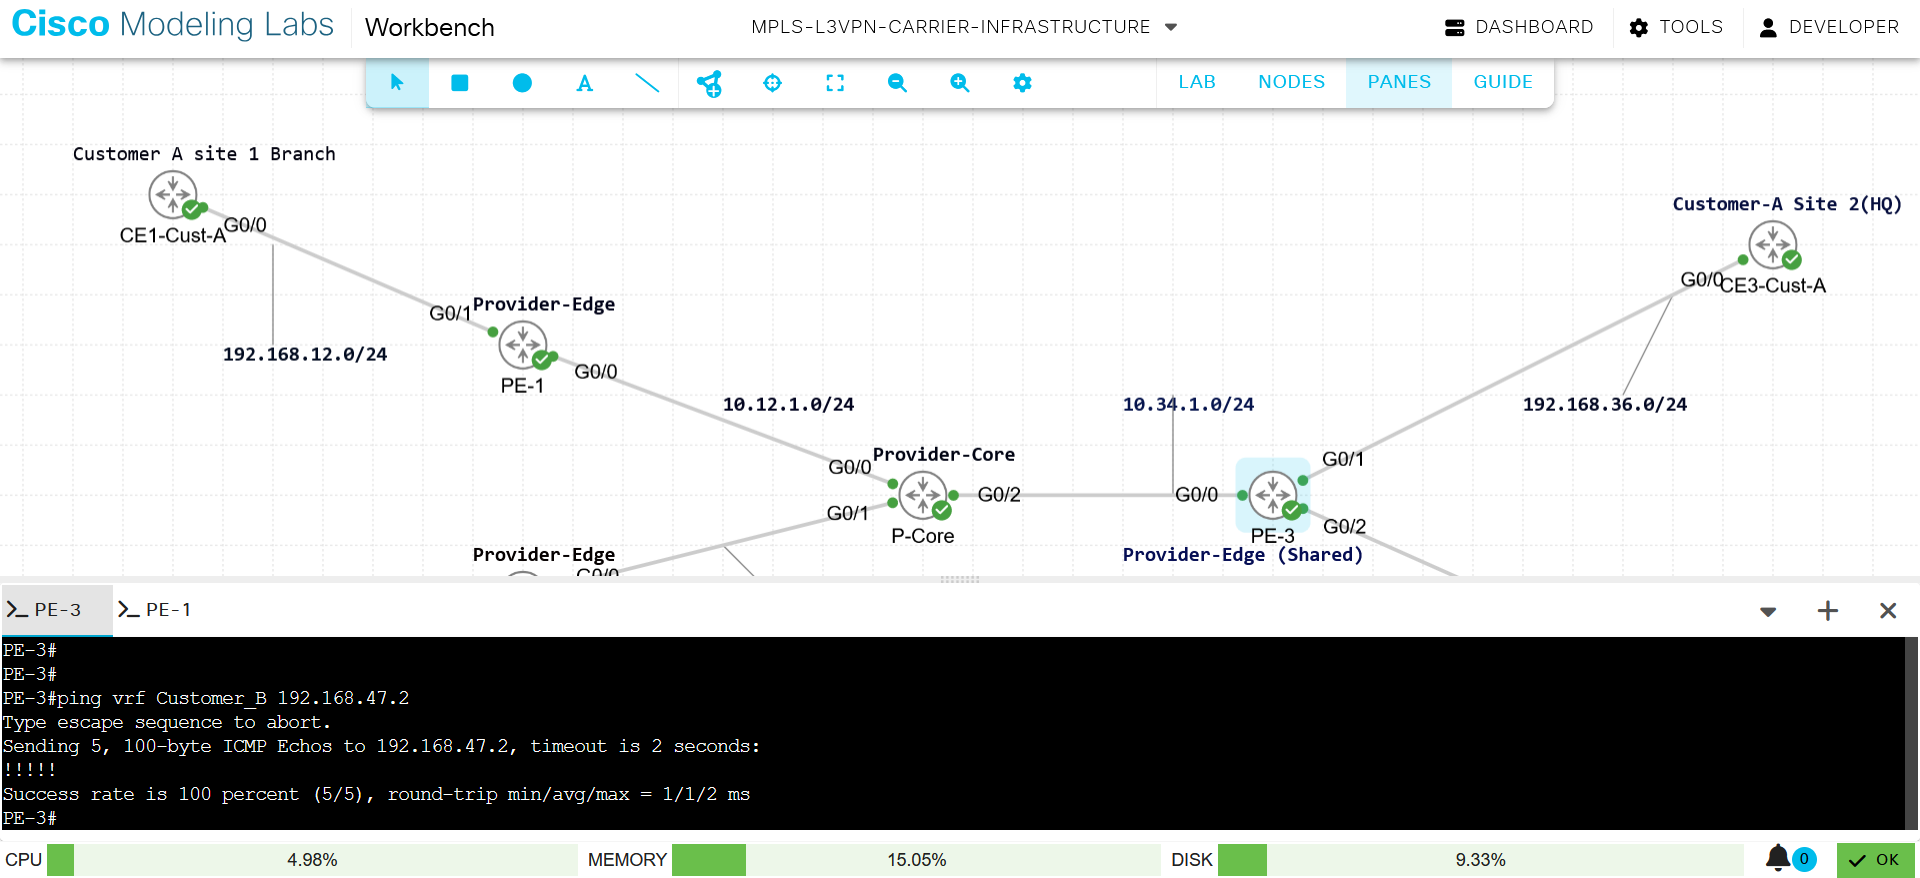 Cisco Modeling Labs
Workbench
MPLS-L3VPN-CARRIER-INFRASTRUCTURE
DASHBOARD
TOOLS
DEVELOPER
LAB
NODES
PANES
GUIDE
Customer A site 1 Branch
CE1-Cust-A
G0/0
192.168.12.0/24
G0/1
Provider-Edge
PE-1
G0/0
10.12.1.0/24
10.34.1.0/24
Customer-A Site 2(HQ)
G0/0
CE3-Cust-A
192.168.36.0/24
Provider-Core
G0/0
G0/1
G0/2
P-Core
G0/0
G0/1
G0/2
PE-3
Provider-Edge (Shared)
Provider-Edge
G0/0
PE-3
PE-1
PE-3#
PE-3#
PE-3#ping vrf Customer_B 192.168.47.2
Type escape sequence to abort.
Sending 5, 100-byte ICMP Echos to 192.168.47.2, timeout is 2 seconds:
!!!!!
Success rate is 100 percent (5/5), round-trip min/avg/max = 1/1/2 ms
PE-3#
CPU
4.98%
MEMORY
15.05%
DISK
9.33%
0
OK